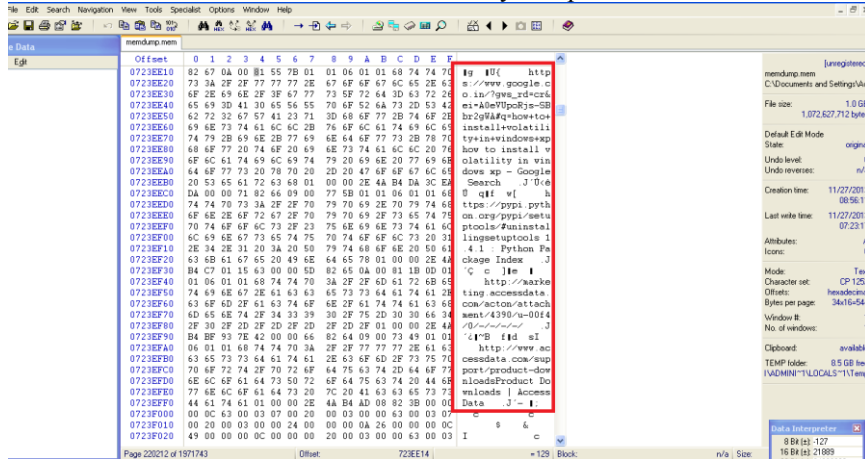 File Edit Search Navigation View Tools Specialist Options Window Help
memdump.mem
Edit
Offset 0 1 2 3 4 5 6 7 8 9 A B C D E F
0723EE10 82 67 0A 00 81 55 7B 01 01 06 01 01 68 74 74 70 http
0723EE20 73 3A 2F 2F 77 77 77 2E 67 6F 6F 67 6C 65 2E 63 s://www.google.c
0723EE30 6F 2E 69 6E 2F 3F 67 77 73 5F 72 64 3D 63 72 26 o.in/?gws_rd=cr&
0723EE40 65 69 3D 41 30 65 56 55 70 6F 52 6A 73 2D 53 42 ei=A0eVUpoRjs-SB
0723EE50 62 72 32 67 57 41 23 71 3D 68 6F 77 2B 74 6F 2B br2gWA#q=how+to+
0723EE60 69 6E 73 74 61 6C 6C 2B 76 6F 6C 61 74 69 6C 69 install+volatili
0723EE70 74 79 2B 69 6E 2B 77 69 6E 64 6F 77 73 2B 78 70 ty+in+windows+xp
0723EE80 68 6F 77 20 74 6F 20 69 6E 73 74 61 6C 6C 20 76 how to install v
0723EE90 6F 6C 61 74 69 6C 69 74 79 20 69 6E 20 77 69 6E olatility in win
0723EEA0 64 6F 77 73 20 78 70 20 2D 20 47 6F 6F 67 6C 65 dows xp - Google
0723EEB0 20 53 65 61 72 63 68 01 00 00 2E 4A B4 DA 3C EA Search
0723EEC0 DA 00 00 71 82 66 09 00 77 5B 01 01 06 01 01 68 h
0723EED0 74 74 70 73 3A 2F 2F 70 79 70 69 2E 70 79 74 68 ttps://pypi.pyth
0723EEE0 6F 6E 2E 6F 72 67 2F 70 79 70 69 2F 73 65 74 75 on.org/pypi/setu
0723EEF0 70 74 6F 6F 6C 73 2F 23 75 6E 69 6E 73 74 61 6C ptools/#uninstal
0723EF00 6C 69 6E 67 73 65 74 75 70 74 6F 6F 6C 73 20 31 lingsetuptools 1
0723EF10 2E 34 2E 31 20 3A 20 50 79 74 68 6F 6E 20 50 61 .4.1 : Python Pa
0723EF20 63 6B 61 67 65 20 49 6E 64 65 78 01 00 00 2E 4A ckage Index .J
0723EF30 B4 C7 01 15 63 00 00 5D 82 65 0A 00 81 1B 0D 01
0723EF40 01 06 01 01 68 74 74 70 3A 2F 2F 6D 61 72 6B 65 http://marke
0723EF50 74 69 6E 67 2E 61 63 63 65 73 73 64 61 74 61 2E ting.accessdata.
0723EF60 63 6F 6D 2F 61 63 74 6F 6E 2F 61 74 74 61 63 68 com/acton/attach
0723EF70 6D 65 6E 74 2F 34 33 39 30 2F 75 2D 30 30 66 34 ment/4390/u-00f4
0723EF80 2F 30 2F 2D 2F 2D 2F 2D 2F 2D 2F 01 00 00 2E 4A /0/-/-/-/-/ .J
0723EF90 B4 BF 93 7E 42 00 00 66 82 64 09 00 73 49 01 01
0723EFA0 06 01 01 68 74 74 70 3A 2F 2F 77 77 77 2E 61 63 http://www.ac
0723EFB0 63 65 73 73 64 61 74 61 2E 63 6F 6D 2F 73 75 70 cessdata.com/sup
0723EFC0 70 6F 72 74 2F 70 72 6F 64 75 63 74 2D 64 6F 77 port/product-dow
0723EFD0 6E 6C 6F 61 64 73 50 72 6F 64 75 63 74 20 44 6F nloadsProduct Do
0723EFE0 77 6E 6C 6F 61 64 73 20 7C 20 41 63 63 65 73 73 wnloads | Access
0723EFF0 44 61 74 61 01 00 00 2E 4A B4 AD 08 82 3B 00 00 Data
0723F000 00 0C 63 00 03 07 00 20 00 03 00 00 63 00 03 07 c c
0723F010 00 20 00 03 00 00 24 00 00 00 0A 26 00 00 00 0C $ &
0723F020 49 00 00 00 0C 00 00 00 20 00 03 00 00 63 00 03 I c
Page 220212 of 1971743 Offset: 723EE14 = 129 Block: n/a Size:
[unregistered
memdump.mem
C:\Documents and Settings\A
File size: 1.0 G
1,072,627,712 byte
Default Edit Mode
State: origin
Undo level:
Undo reverses: n/
Creation time: 11/27/201
08:56:1
Last write time: 11/27/201
07:23:1
Attributes:
Icons:
Mode: Te
Character set: CP 125
Offsets: hexadecima
Bytes per page: 34x16=54
Window #:
No. of windows:
Clipboard: availab
TEMP folder: 8.5 GB fre
I\ADMINI~1\LOCALS~1\Temp
Data Interpreter
8 Bit (±): -127
16 Bit (±): 21889